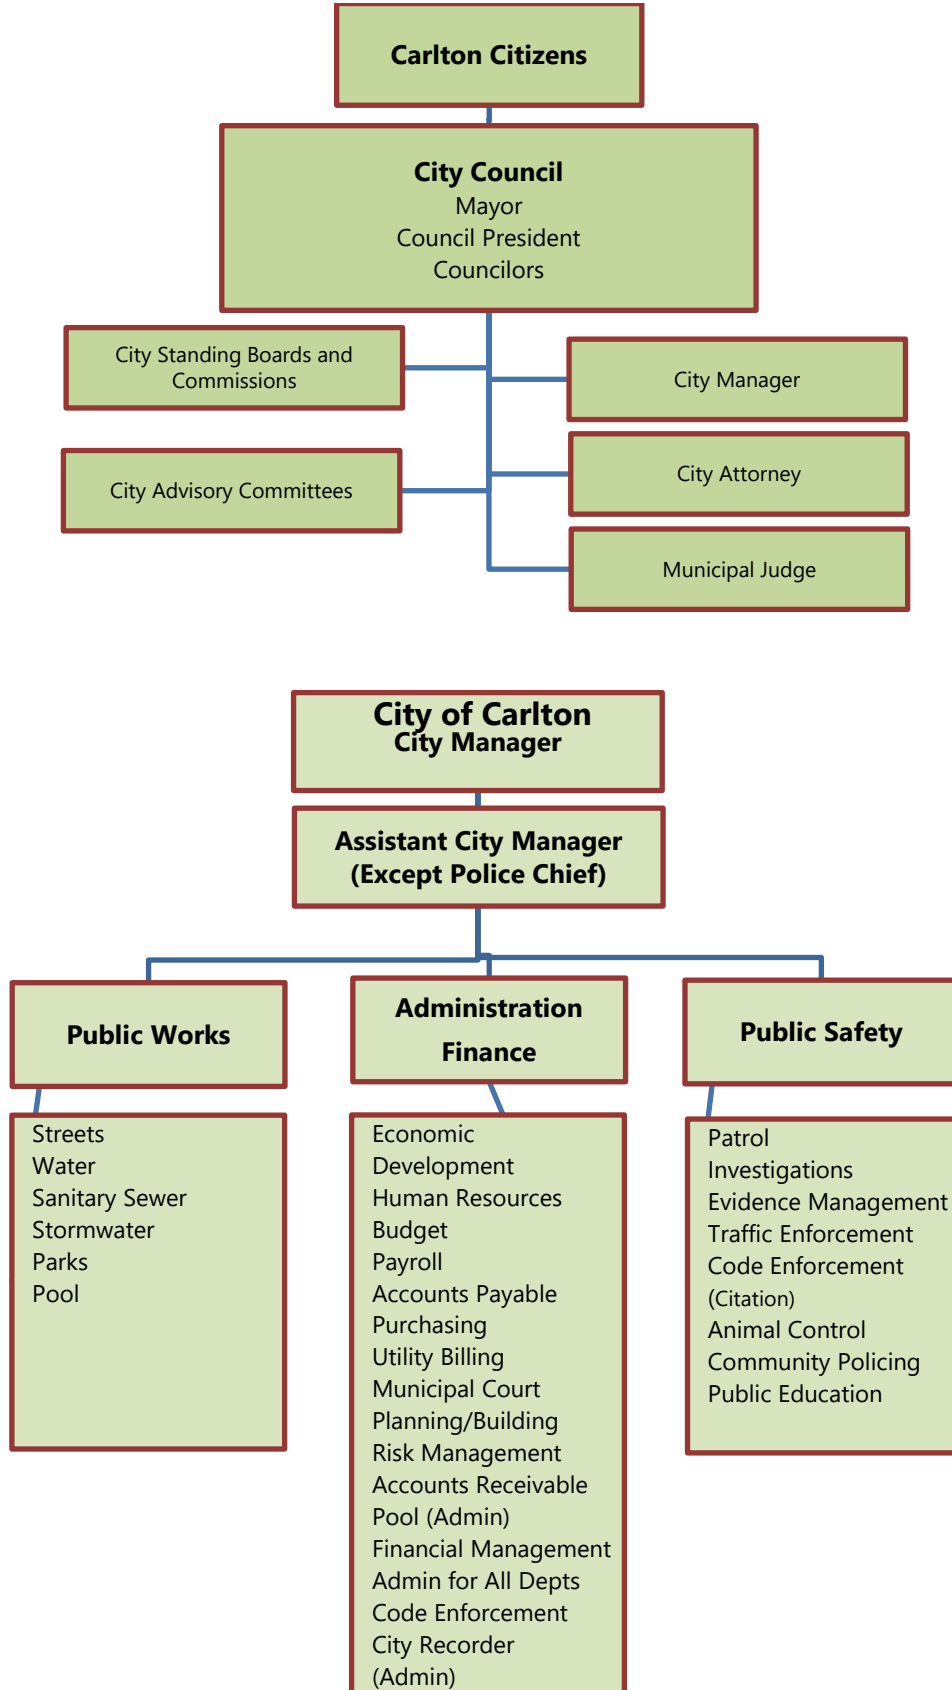 Carlton Citizens
City Council
Mayor
Council President
Councilors
City Standing Boards and
Commissions
City Manager
City Advisory Committees
City Attorney
Municipal Judge
City of Carlton
City Manager
Assistant City Manager
(Except Police Chief)
Public Works
Administration
Finance
Public Safety
Streets
Water
Sanitary Sewer
Stormwater
Parks
Pool
Economic
Development
Human Resources
Budget
Payroll
Accounts Payable
Purchasing
Utility Billing
Municipal Court
Planning/Building
Risk Management
Accounts Receivable
Pool (Admin)
Financial Management
Admin for All Depts
Code Enforcement
City Recorder
(Admin)
Patrol
Investigations
Evidence Management
Traffic Enforcement
Code Enforcement
(Citation)
Animal Control
Community Policing
Public Education